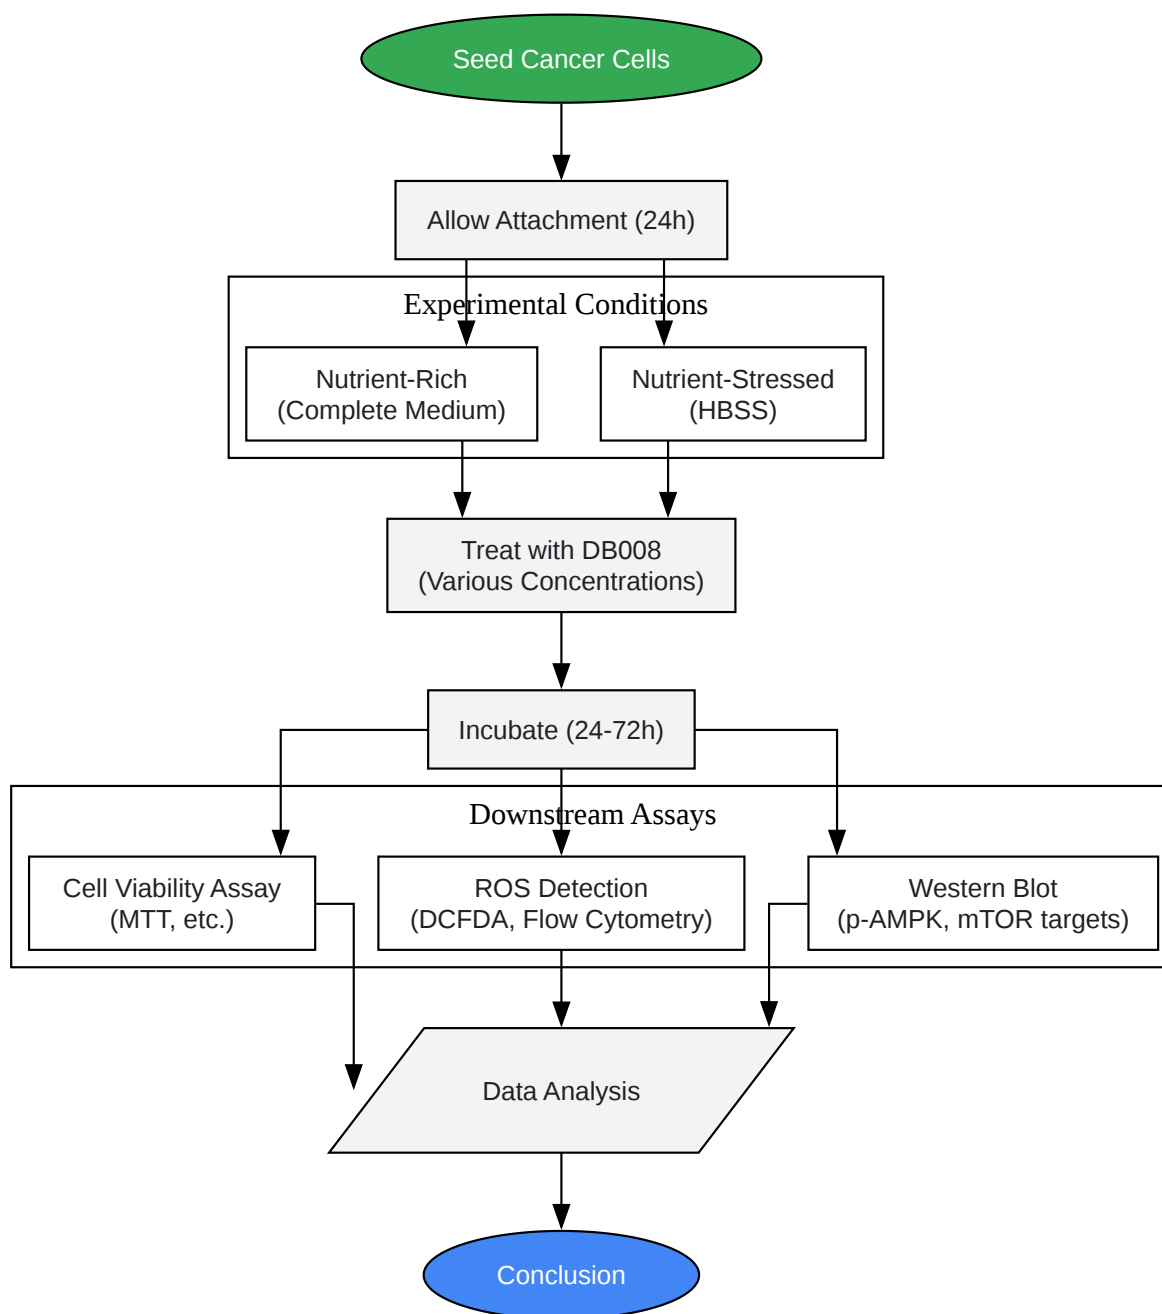 Seed Cancer Cells
Allow Attachment (24h)
Experimental Conditions
Nutrient-Rich
(Complete Medium)
Nutrient-Stressed
(HBSS)
Treat with DB008
(Various Concentrations)
Incubate (24-72h)
Downstream Assays
Cell Viability Assay
(MTT, etc.)
ROS Detection
(DCFDA, Flow Cytometry)
Western Blot
(p-AMPK, mTOR targets)
Data Analysis
Conclusion